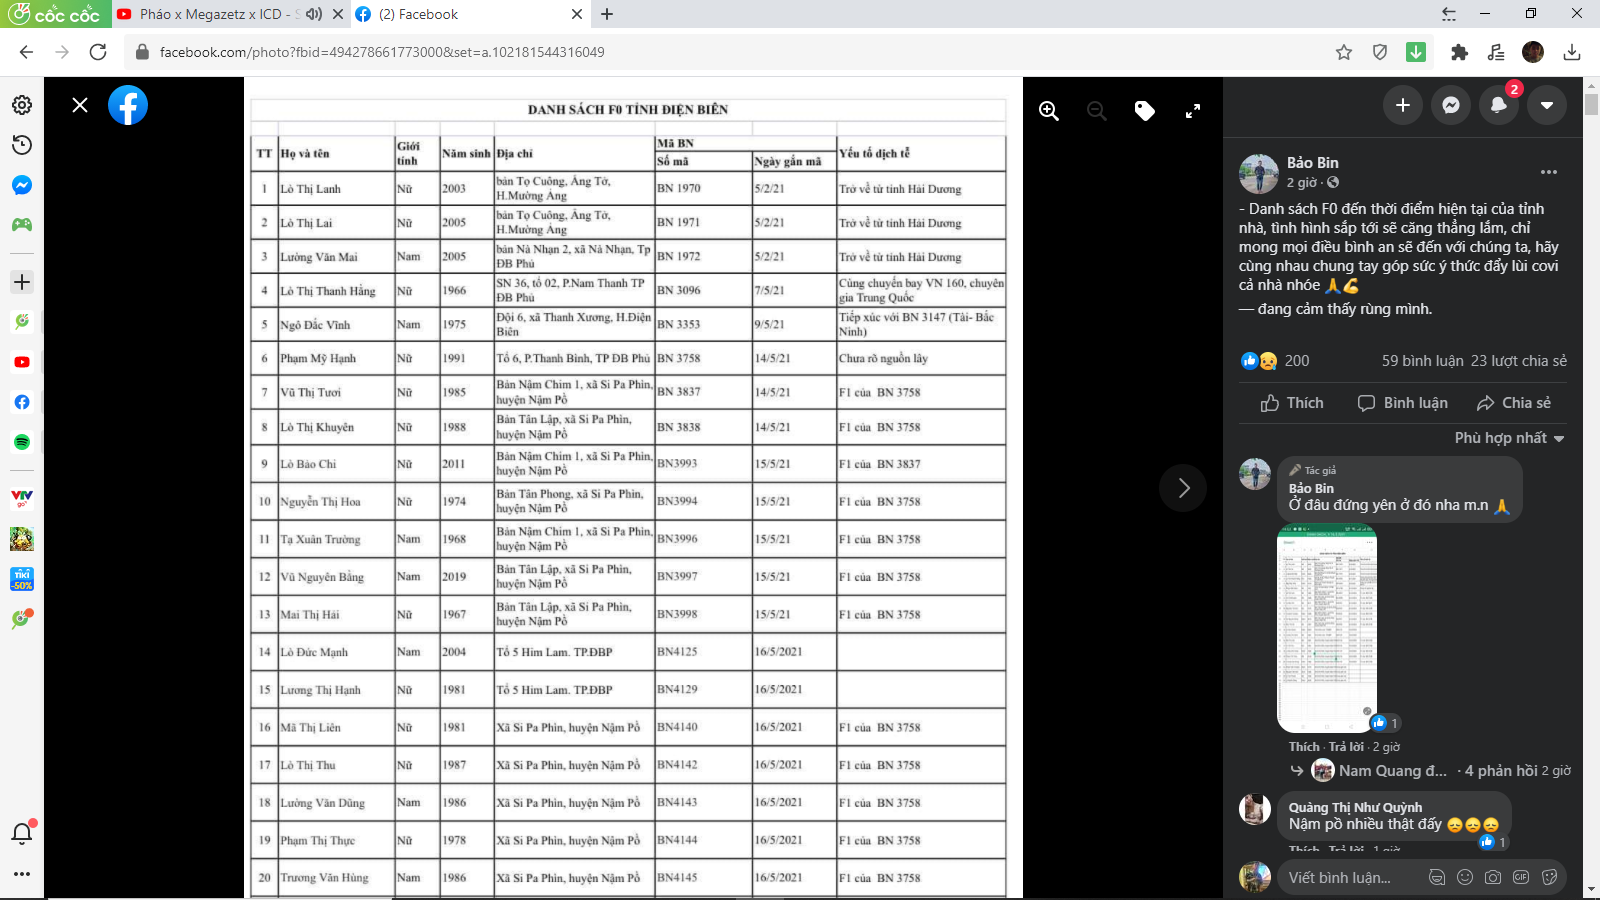 cốc cốc
Pháo x Megazetz x ICD - S
(2) Facebook
facebook.com/photo?fbid=494278661773000&set=a.102181544316049
DANH SÁCH F0 TỈNH ĐIỆN BIÊN
TT Họ và tên Giới tính Năm sinh Địa chỉ Mã BN Yếu tố dịch tễ
Số mã Ngày gắn mã
1 Lò Thị Lanh Nữ 2003 bản Tọ Cuông, Ẳng Tở, H.Mường Ảng BN 1970 5/2/21 Trở về từ tỉnh Hải Dương
2 Lò Thị Lai Nữ 2005 bản Tọ Cuông, Ẳng Tở, H.Mường Ảng BN 1971 5/2/21 Trở về từ tỉnh Hải Dương
3 Lường Văn Mai Nam 2005 bản Nà Nhạn 2, xã Nà Nhạn, Tp ĐB Phủ BN 1972 5/2/21 Trở về từ tỉnh Hải Dương
4 Lò Thị Thanh Hằng Nữ 1966 SN 36, tổ 02, P.Nam Thanh TP ĐB Phủ BN 3096 7/5/21 Cùng chuyến bay VN 160, chuyên gia Trung Quốc
5 Ngô Đắc Vĩnh Nam 1975 Đội 6, xã Thanh Xương, H.Điện Biên BN 3353 9/5/21 Tiếp xúc với BN 3147 (Tài- Bắc Ninh)
6 Phạm Mỹ Hạnh Nữ 1991 Tổ 6, P.Thanh Bình, TP ĐB Phủ BN 3758 14/5/21 Chưa rõ nguồn lây
7 Vũ Thị Tươi Nữ 1985 Bản Nậm Chim 1, xã Si Pa Phìn, huyện Nậm Pồ BN 3837 14/5/21 F1 của BN 3758
8 Lò Thị Khuyên Nữ 1988 Bản Tân Lập, xã Si Pa Phìn, huyện Nậm Pồ BN 3838 14/5/21 F1 của BN 3758
9 Lò Bảo Chi Nữ 2011 Bản Nậm Chim 1, xã Si Pa Phìn, huyện Nậm Pồ BN3993 15/5/21 F1 của BN 3837
10 Nguyễn Thị Hoa Nữ 1974 Bản Tân Phong, xã Si Pa Phìn, huyện Nậm Pồ BN3994 15/5/21 F1 của BN 3758
11 Tạ Xuân Trường Nam 1968 Bản Nậm Chim 1, xã Si Pa Phìn, huyện Nậm Pồ BN3996 15/5/21 F1 của BN 3758
12 Vũ Nguyên Bằng Nam 2019 Bản Tân Lập, xã Si Pa Phìn, huyện Nậm Pồ BN3997 15/5/21 F1 của BN 3758
13 Mai Thị Hải Nữ 1967 Bản Tân Lập, xã Si Pa Phìn, huyện Nậm Pồ BN3998 15/5/21 F1 của BN 3758
14 Lò Đức Mạnh Nam 2004 Tổ 5 Him Lam. TP.ĐBP BN4125 16/5/2021
15 Lương Thị Hạnh Nữ 1981 Tổ 5 Him Lam. TP.ĐBP BN4129 16/5/2021
16 Mã Thị Liên Nữ 1981 Xã Si Pa Phìn, huyện Nậm Pồ BN4140 16/5/2021 F1 của BN 3758
17 Lò Thị Thu Nữ 1987 Xã Si Pa Phìn, huyện Nậm Pồ BN4142 16/5/2021 F1 của BN 3758
18 Lường Văn Dũng Nam 1986 Xã Si Pa Phìn, huyện Nậm Pồ BN4143 16/5/2021 F1 của BN 3758
19 Phạm Thị Thực Nữ 1978 Xã Si Pa Phìn, huyện Nậm Pồ BN4144 16/5/2021 F1 của BN 3758
20 Trương Văn Hùng Nam 1986 Xã Si Pa Phìn, huyện Nậm Pồ BN4145 16/5/2021 F1 của BN 3758
2
Bảo Bin
2 giờ ·
- Danh sách F0 đến thời điểm hiện tại của tỉnh
nhà, tình hình sắp tới sẽ căng thẳng lắm, chỉ
mong mọi điều bình an sẽ đến với chúng ta, hãy
cùng nhau chung tay góp sức ý thức đẩy lùi covi
cả nhà nhóe 🙏💪
— đang cảm thấy rùng mình.
200 59 bình luận 23 lượt chia sẻ
Thích Bình luận Chia sẻ
Phù hợp nhất
Tác giả
Bảo Bin
Ở đâu đứng yên ở đó nha m.n 🙏
1
Thích · Trả lời · 2 giờ
Nam Quang đ... · 4 phản hồi 2 giờ
Quàng Thị Như Quỳnh
Nậm pồ nhiều thật đấy 😞😞😞
1
Thích · Trả lời · 1 giờ
Viết bình luận...
GIF
VTV
go
TIKI
-50%